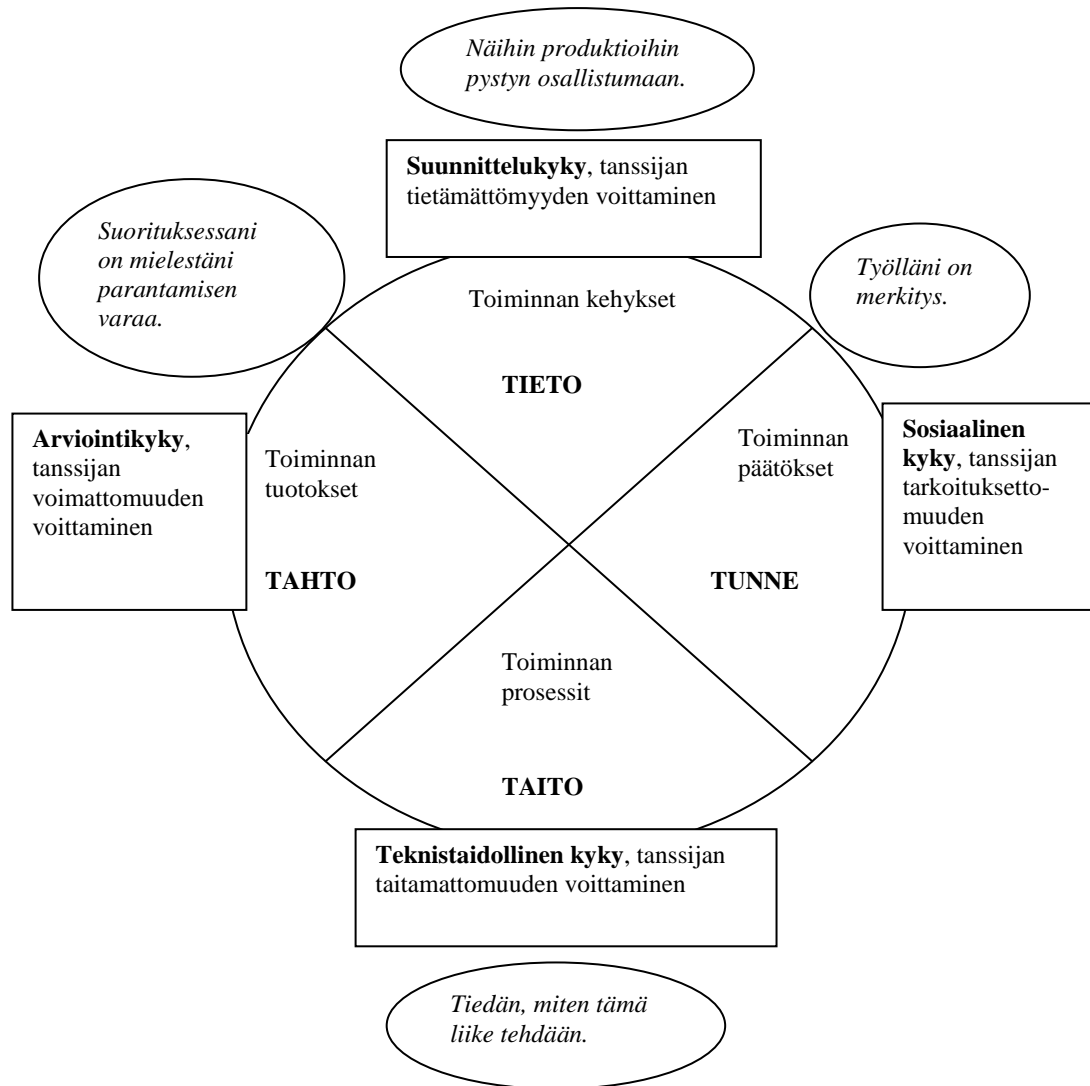 Näihin produktioihin
pystyn osallistumaan.
Suunnittelukyky, tanssijan
tietämättömyyden voittaminen
Suorituksessani
on mielestäni
parantamisen
varaa.
Työlläni on
merkitys.
Toiminnan kehykset
TIETO
Arviointikyky,
tanssijan
voimattomuuden
voittaminen
Toiminnan
tuotokset
TAHTO
Toiminnan
päätökset
TUNNE
Sosiaalinen
kyky, tanssijan
tarkoituksetto-
muuden
voittaminen
Toiminnan
prosessit
TAITO
Teknistaidollinen kyky, tanssijan
taitamattomuuden voittaminen
Tiedän, miten tämä
liike tehdään.